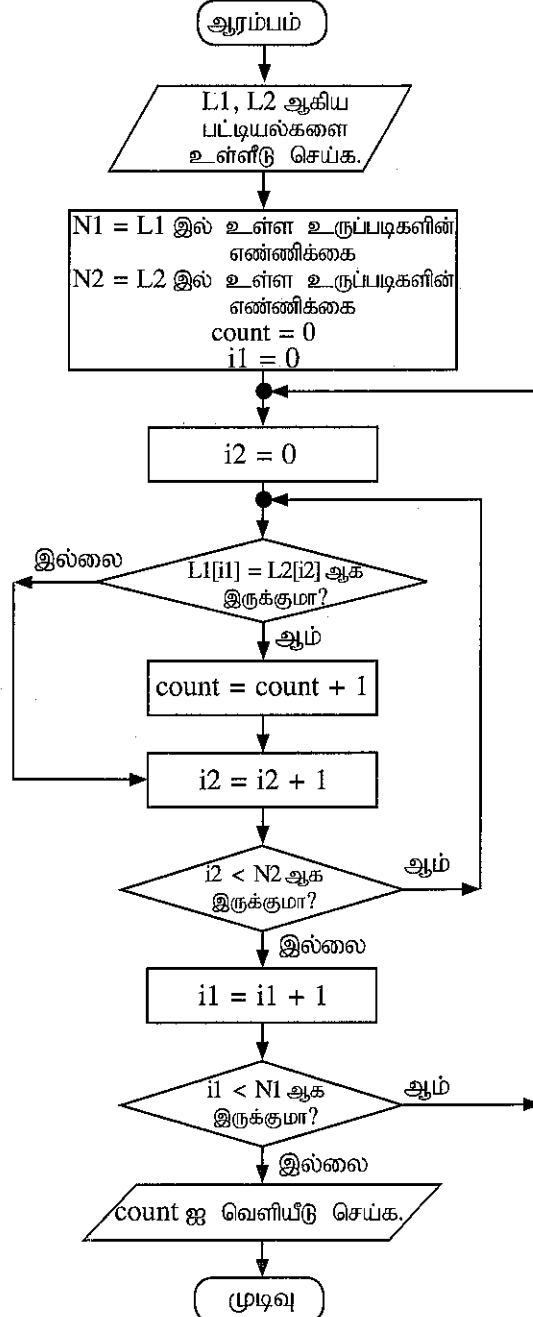 ஆரம்பம்
L1, L2 ஆகிய
பட்டியல்களை
உள்ளீடு செய்க.
N1 = L1 இல் உள்ள உருப்படிகளின்
எண்ணிக்கை
N2 = L2 இல் உள்ள உருப்படிகளின்
எண்ணிக்கை
count = 0
i1 = 0
i2 = 0
இல்லை
L1[i1] = L2[i2] ஆக
இருக்குமா?
ஆம்
count = count + 1
i2 = i2 + 1
i2 < N2 ஆக
இருக்குமா?
ஆம்
இல்லை
i1 = i1 + 1
i1 < N1 ஆக
இருக்குமா?
ஆம்
இல்லை
count ஐ வெளியீடு செய்க.
முடிவு